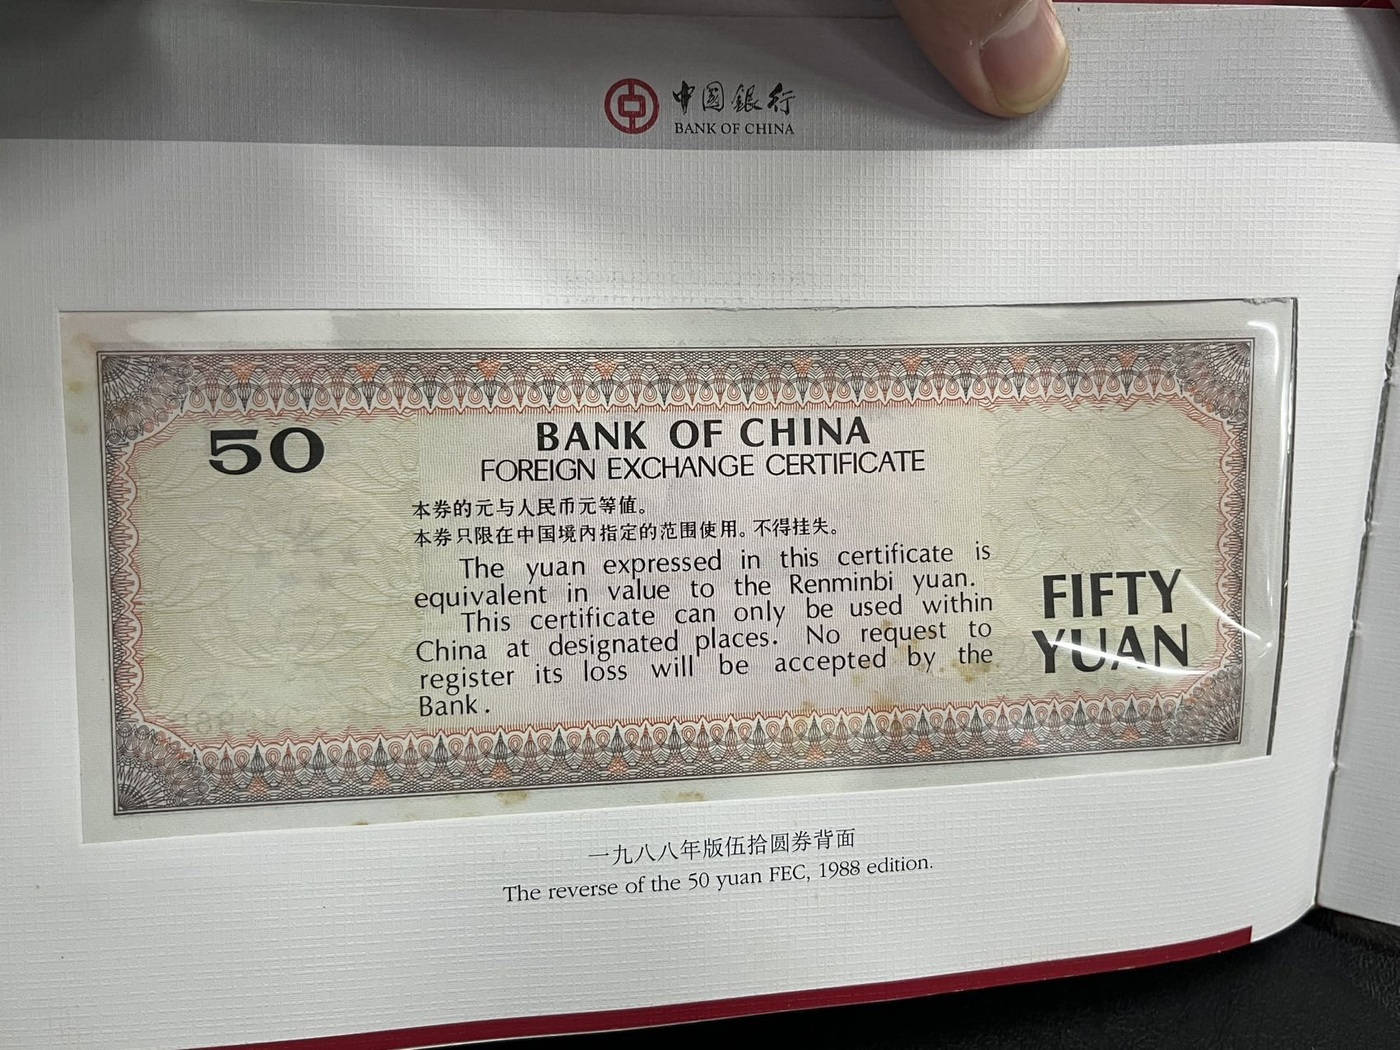 中国銀行
BANK OF CHINA
50
BANK OF CHINA
FOREIGN EXCHANGE CERTIFICATE
本券的元与人民币元等值。
本券只限在中国境内指定的范围使用。不得挂失。
The yuan expressed in this certificate is
equivalent in value to the Renminbi yuan.
This certificate can only be used within
China at designated places. No request to
register its loss will be accepted by the
Bank.
FIFTY
YUAN
一九八八年版伍拾圆券背面
The reverse of the 50 yuan FEC, 1988 edition.